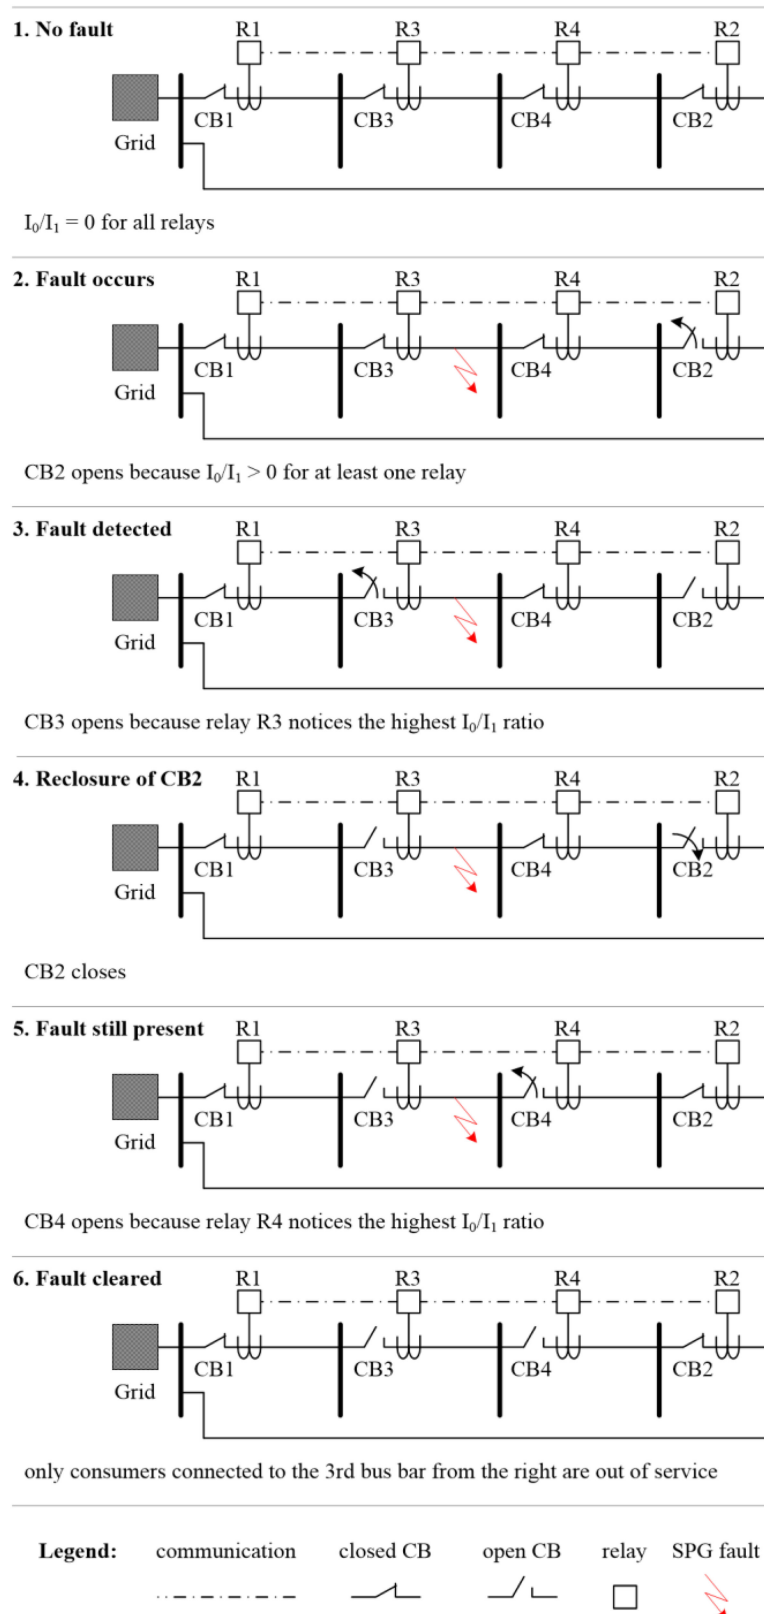 1. No fault
R1 R3 R4 R2
CB1 CB3 CB4 CB2
Grid
I₀/I₁ = 0 for all relays
2. Fault occurs
R1 R3 R4 R2
CB1 CB3 CB4 CB2
Grid
CB2 opens because I₀/I₁ > 0 for at least one relay
3. Fault detected
R1 R3 R4 R2
CB1 CB3 CB4 CB2
Grid
CB3 opens because relay R3 notices the highest I₀/I₁ ratio
4. Reclosure of CB2
R1 R3 R4 R2
CB1 CB3 CB4 CB2
Grid
CB2 closes
5. Fault still present
R1 R3 R4 R2
CB1 CB3 CB4 CB2
Grid
CB4 opens because relay R4 notices the highest I₀/I₁ ratio
6. Fault cleared
R1 R3 R4 R2
CB1 CB3 CB4 CB2
Grid
only consumers connected to the 3rd bus bar from the right are out of service
Legend: communication closed CB open CB relay SPG fault